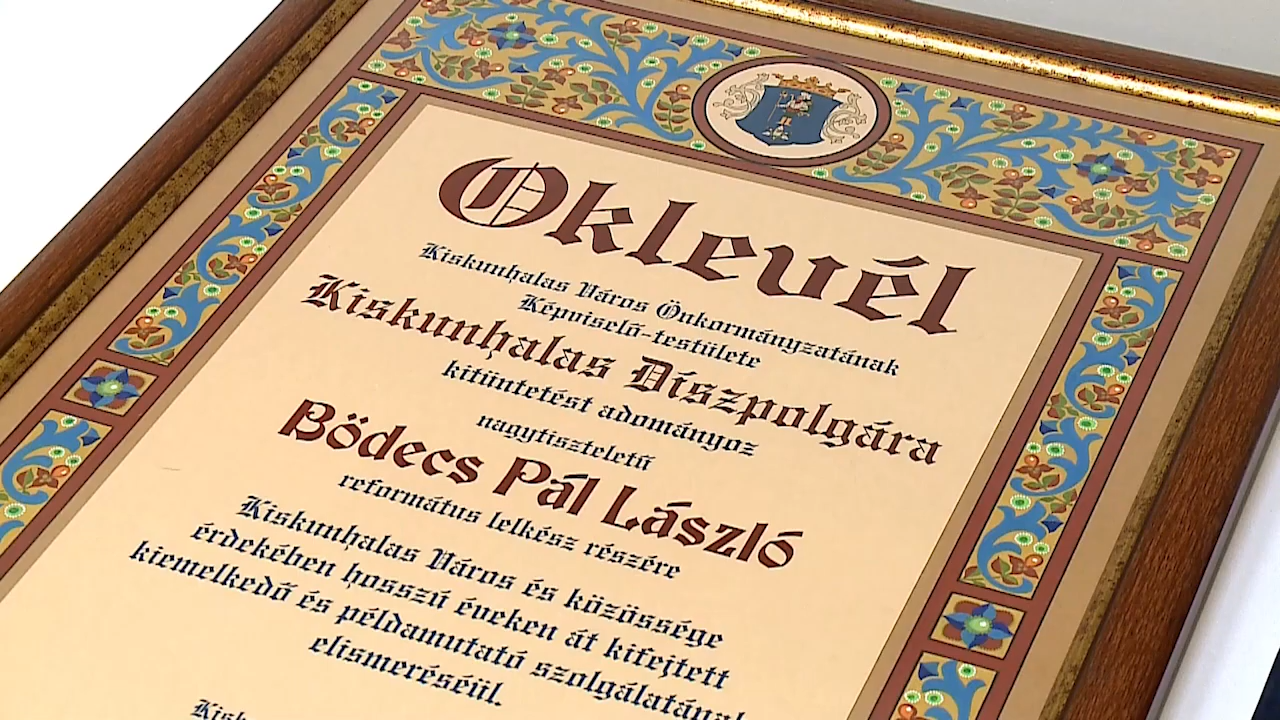 Oklevél
Kiskunhalas Város Önkormányzatának
Képviselő-testülete
Kiskunhalas Díszpolgára
kitüntetést adományoz
nagytiszteletű
Bödecs Pál László
református lelkész részére
Kiskunhalas Város és közössége
érdekében hosszú éveken át kifejtett
kiemelkedő és példamutató szolgálatának
elismeréséül.